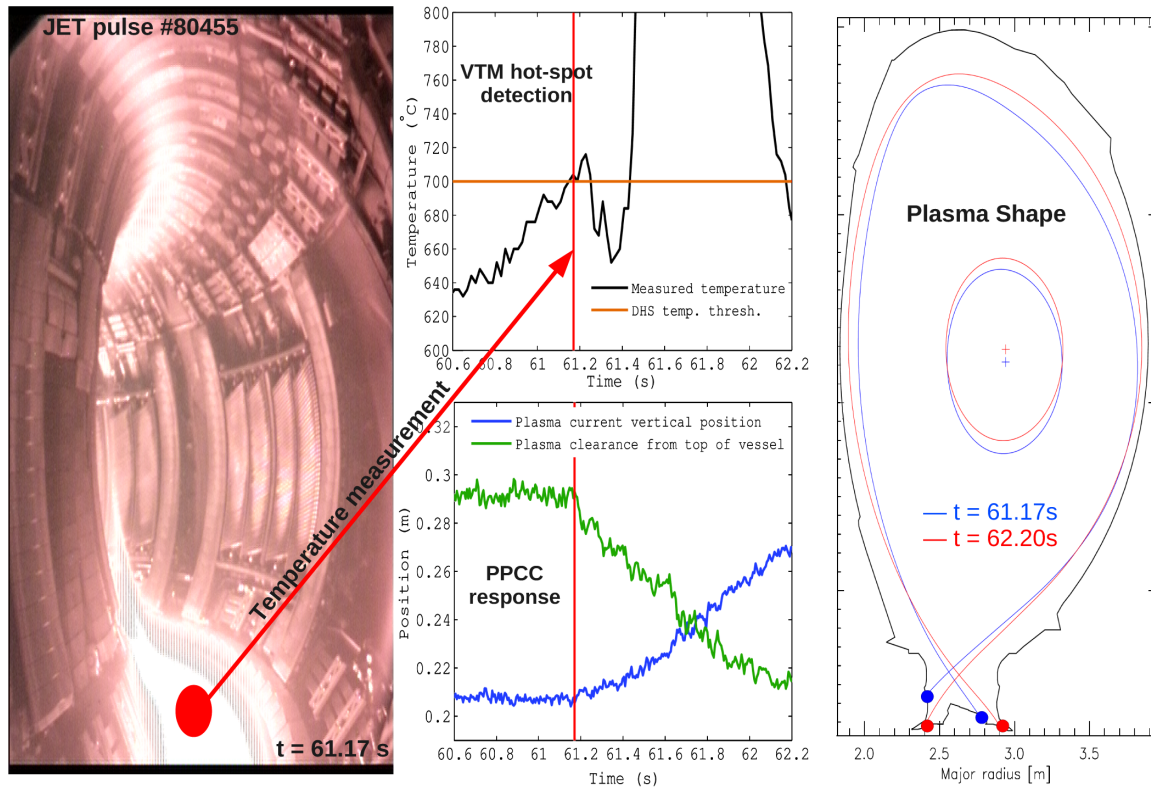 JET pulse #80455
Temperature measurement
t = 61.17 s
800
780
760
740
720
700
680
660
640
620
600
Temperature (°C)
VTM hot-spot
detection
Measured temperature
DHS temp. thresh.
60.6 60.8 61 61.2 61.4 61.6 61.8 62 62.2
Time (s)
0.32
0.3
0.28
0.26
0.24
0.22
0.2
Position (m)
Plasma current vertical position
Plasma clearance from top of vessel
PPCC
response
60.6 60.8 61 61.2 61.4 61.6 61.8 62 62.2
Time (s)
Plasma Shape
t = 61.17s
t = 62.20s
2.0 2.5 3.0 3.5
Major radius [m]